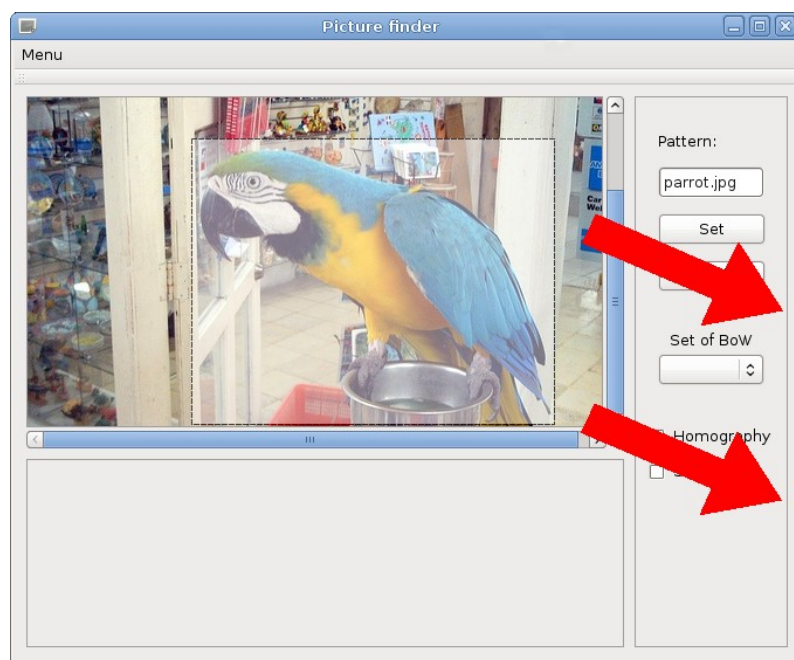 Picture finder
Menu
Pattern:
parrot.jpg
Set
Set of BoW
Homography